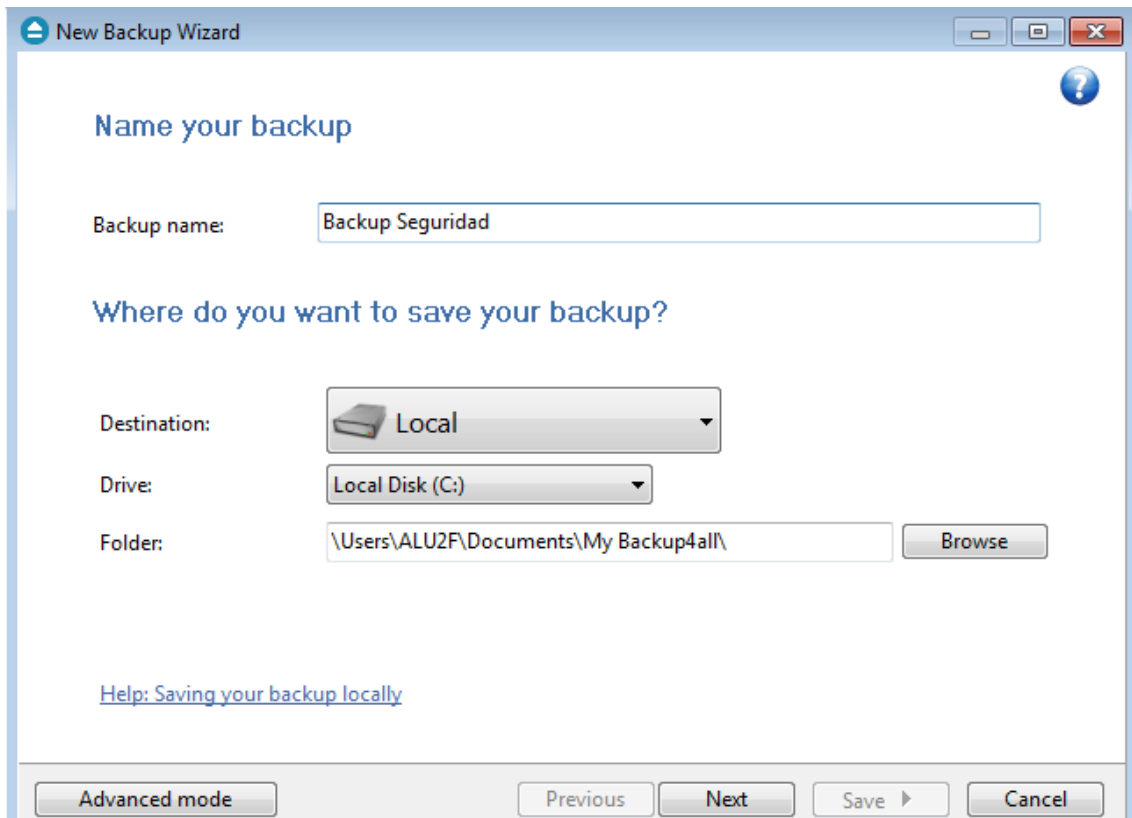 New Backup Wizard
Name your backup
Backup name: Backup Seguridad
Where do you want to save your backup?
Destination: Local
Drive: Local Disk (C:)
Folder: \Users\ALU2F\Documents\My Backup4all\ Browse
Help: Saving your backup locally
Advanced mode Previous Next Save Cancel